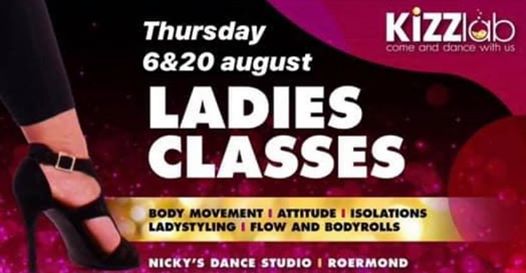 Thursday
6&20 august
KiZZlab
come and dance with us
LADIES
CLASSES
BODY MOVEMENT I ATTITUDE I ISOLATIONS
LADYSTYLING I FLOW AND BODYROLLS
NICKY'S DANCE STUDIO I ROERMOND